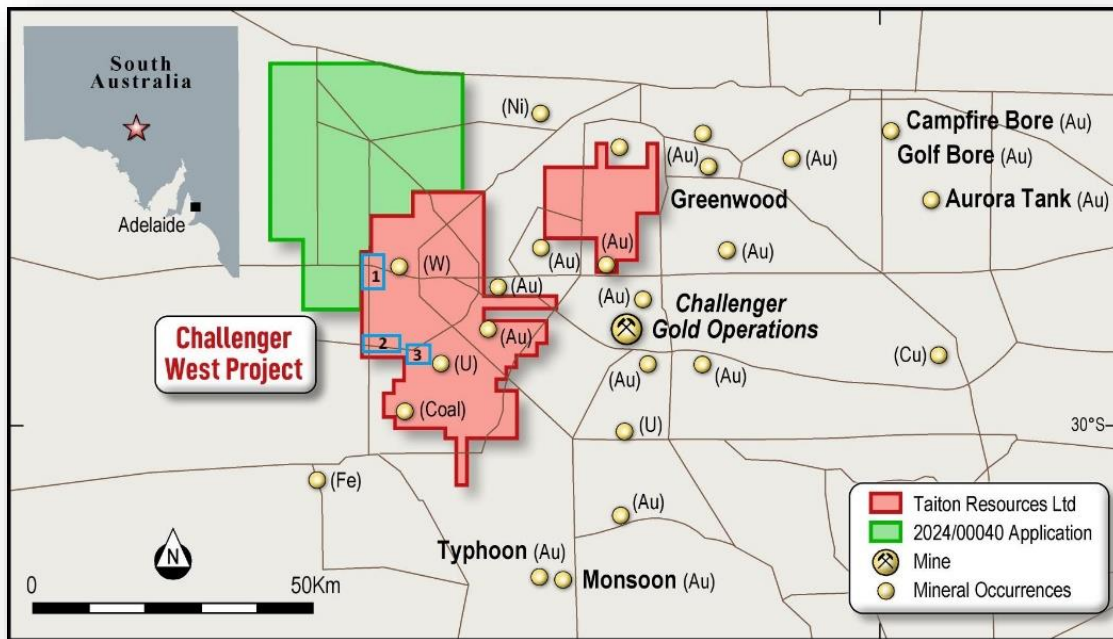 South
Australia
Adelaide
(Ni)
(Au)
Campfire Bore (Au)
Golf Bore (Au)
(Au)
Greenwood
Aurora Tank (Au)
(Au)
(Au)
(Au)
1
(W)
(Au)
(Au)
Challenger
Gold Operations
Challenger
West Project
2
3
(Au)
(U)
(Au)
(Au)
(Cu)
(Coal)
(U)
30°S
(Fe)
(Au)
Typhoon (Au)
Monsoon (Au)
N
0
50Km
Taiton Resources Ltd
2024/00040 Application
Mine
Mineral Occurrences